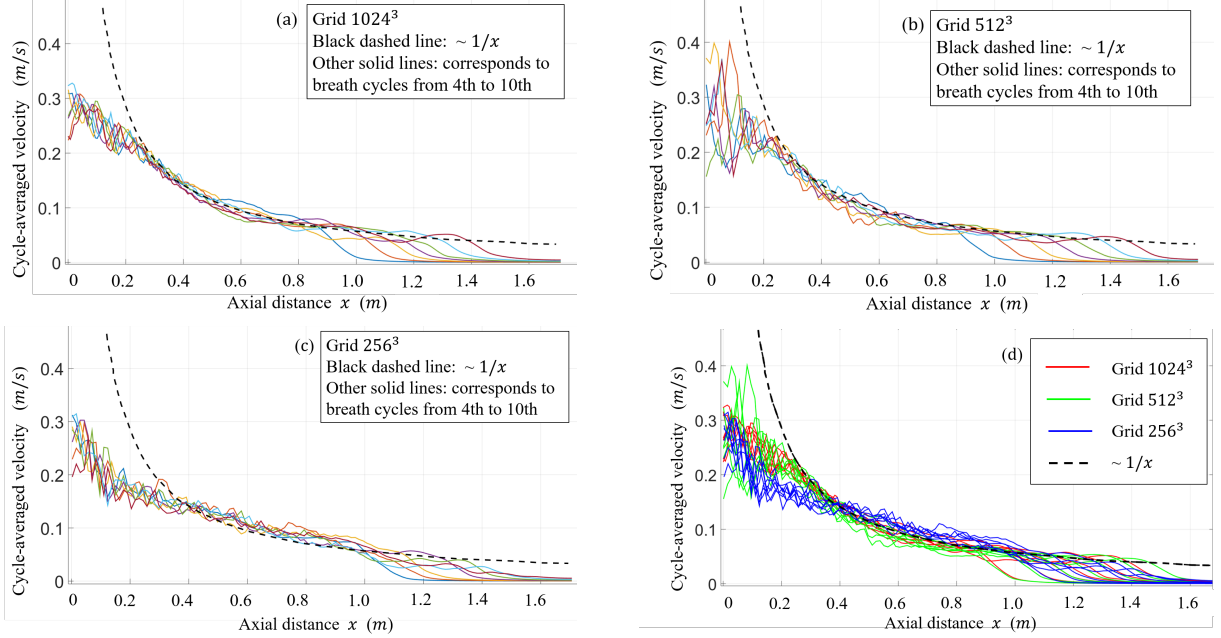 (a)
Grid 1024³
Black dashed line: ~ 1/x
Other solid lines: corresponds to
breath cycles from 4th to 10th
Cycle-averaged velocity (m/s)
0.4
0.3
0.2
0.1
0
0 0.2 0.4 0.6 0.8 1.0 1.2 1.4 1.6
Axial distance x (m)
(b)
Grid 512³
Black dashed line: ~ 1/x
Other solid lines: corresponds to
breath cycles from 4th to 10th
Cycle-averaged velocity (m/s)
0.4
0.3
0.2
0.1
0
0 0.2 0.4 0.6 0.8 1.0 1.2 1.4 1.6
Axial distance x (m)
(c)
Grid 256³
Black dashed line: ~ 1/x
Other solid lines: corresponds to
breath cycles from 4th to 10th
Cycle-averaged velocity (m/s)
0.4
0.3
0.2
0.1
0
0 0.2 0.4 0.6 0.8 1.0 1.2 1.4 1.6
Axial distance x (m)
(d)
Grid 1024³
Grid 512³
Grid 256³
~ 1/x
Cycle-averaged velocity (m/s)
0.4
0.3
0.2
0.1
0
0 0.2 0.4 0.6 0.8 1.0 1.2 1.4 1.6
Axial distance x (m)